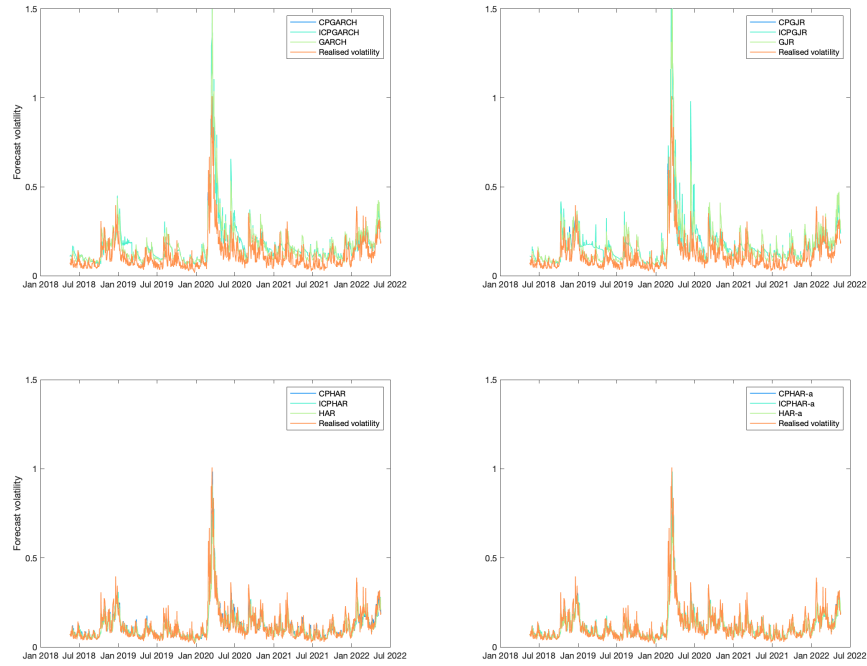 1.5
1
0.5
0
Forecast volatility
CPGARCH
ICPGARCH
GARCH
Realised volatility
Jan 2018 Jul 2018 Jan 2019 Jul 2019 Jan 2020 Jul 2020 Jan 2021 Jul 2021 Jan 2022 Jul 2022
1.5
1
0.5
0
CPGJR
ICPGJR
GJR
Realised volatility
Jan 2018 Jul 2018 Jan 2019 Jul 2019 Jan 2020 Jul 2020 Jan 2021 Jul 2021 Jan 2022 Jul 2022
1.5
1
0.5
0
Forecast volatility
CPHAR
ICPHAR
HAR
Realised volatility
Jan 2018 Jul 2018 Jan 2019 Jul 2019 Jan 2020 Jul 2020 Jan 2021 Jul 2021 Jan 2022 Jul 2022
1.5
1
0.5
0
CPHAR-a
ICPHAR-a
HAR-a
Realised volatility
Jan 2018 Jul 2018 Jan 2019 Jul 2019 Jan 2020 Jul 2020 Jan 2021 Jul 2021 Jan 2022 Jul 2022